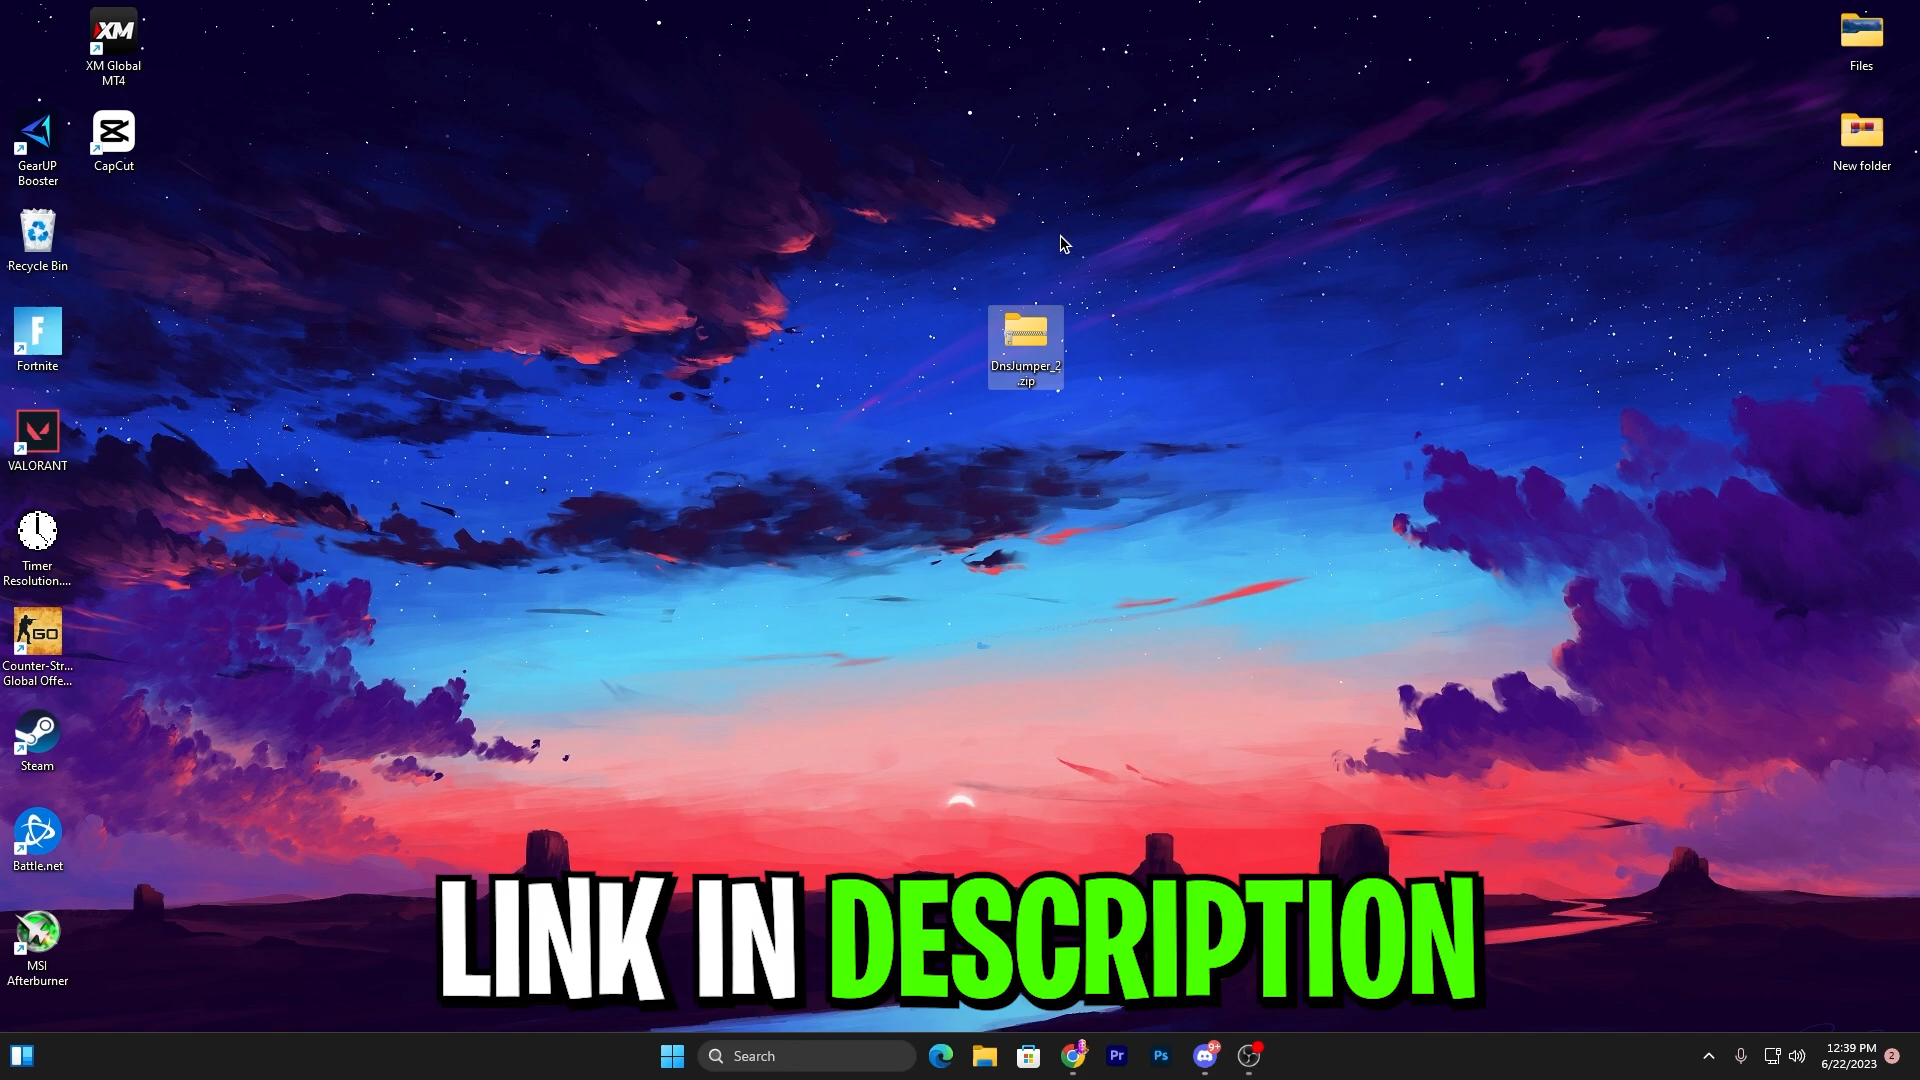 XM
XM Global
MT4
GearUP
Booster
CapCut
Recycle Bin
F
Fortnite
VALORANT
Timer
Resolution....
GO
Counter-Str...
Global Offe...
Steam
Battle.net
MSI
Afterburner
DnsJumper_2
.zip
Files
New folder
LINK IN DESCRIPTION
Search
Pr
Ps
9+
12:39 PM
6/22/2023
2